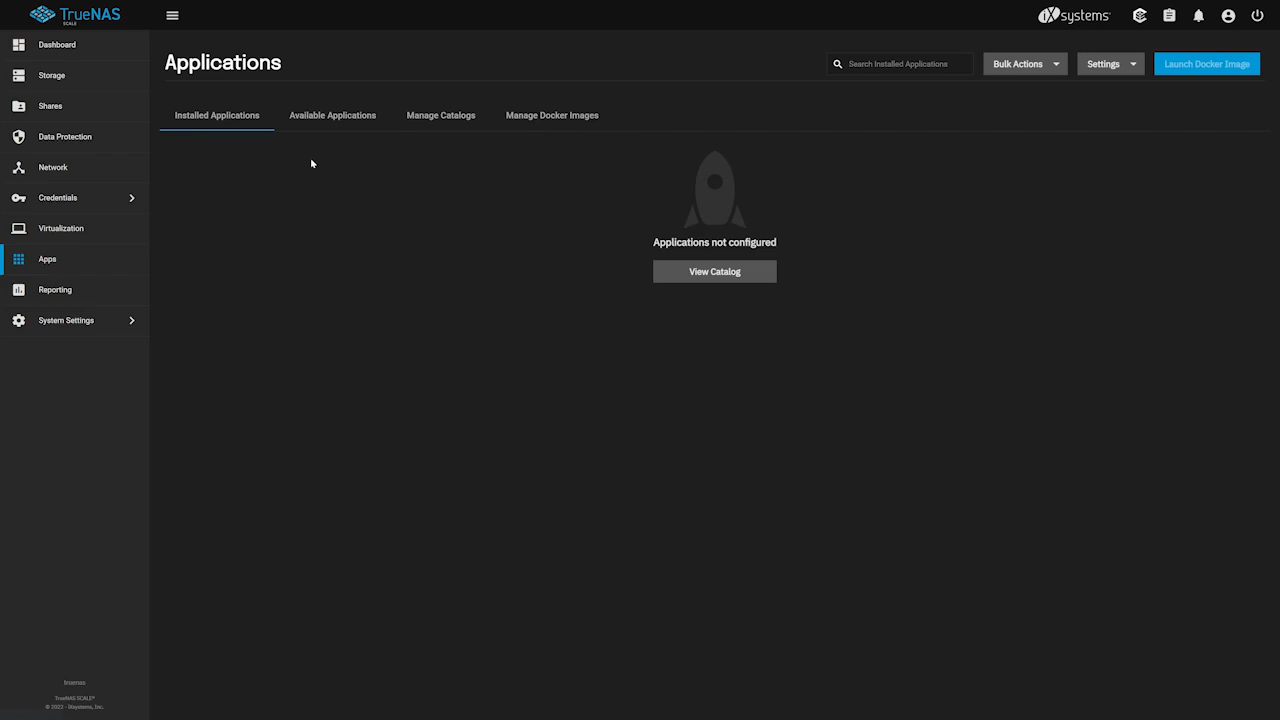 TrueNAS
SCALE
iXsystems
Dashboard
Storage
Shares
Data Protection
Network
Credentials
Virtualization
Apps
Reporting
System Settings
truenas
TrueNAS SCALE®
© 2022 - iXsystems, Inc.
Applications
Search Installed Applications
Bulk Actions
Settings
Launch Docker Image
Installed Applications
Available Applications
Manage Catalogs
Manage Docker Images
Applications not configured
View Catalog